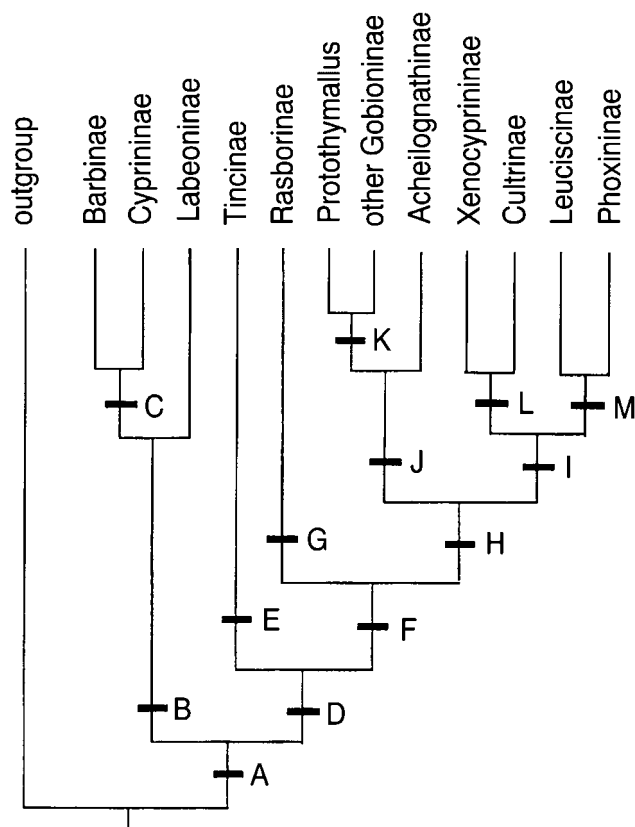 outgroup
Barbinae
Cyprininae
Labeoninae
Tincinae
Rasborinae
Protothymallus
other Gobioninae
Acheilognathinae
Xenocyprininae
Cultrinae
Leuciscinae
Phoxininae
K
C
L
M
J
I
G
H
E
F
B
D
A